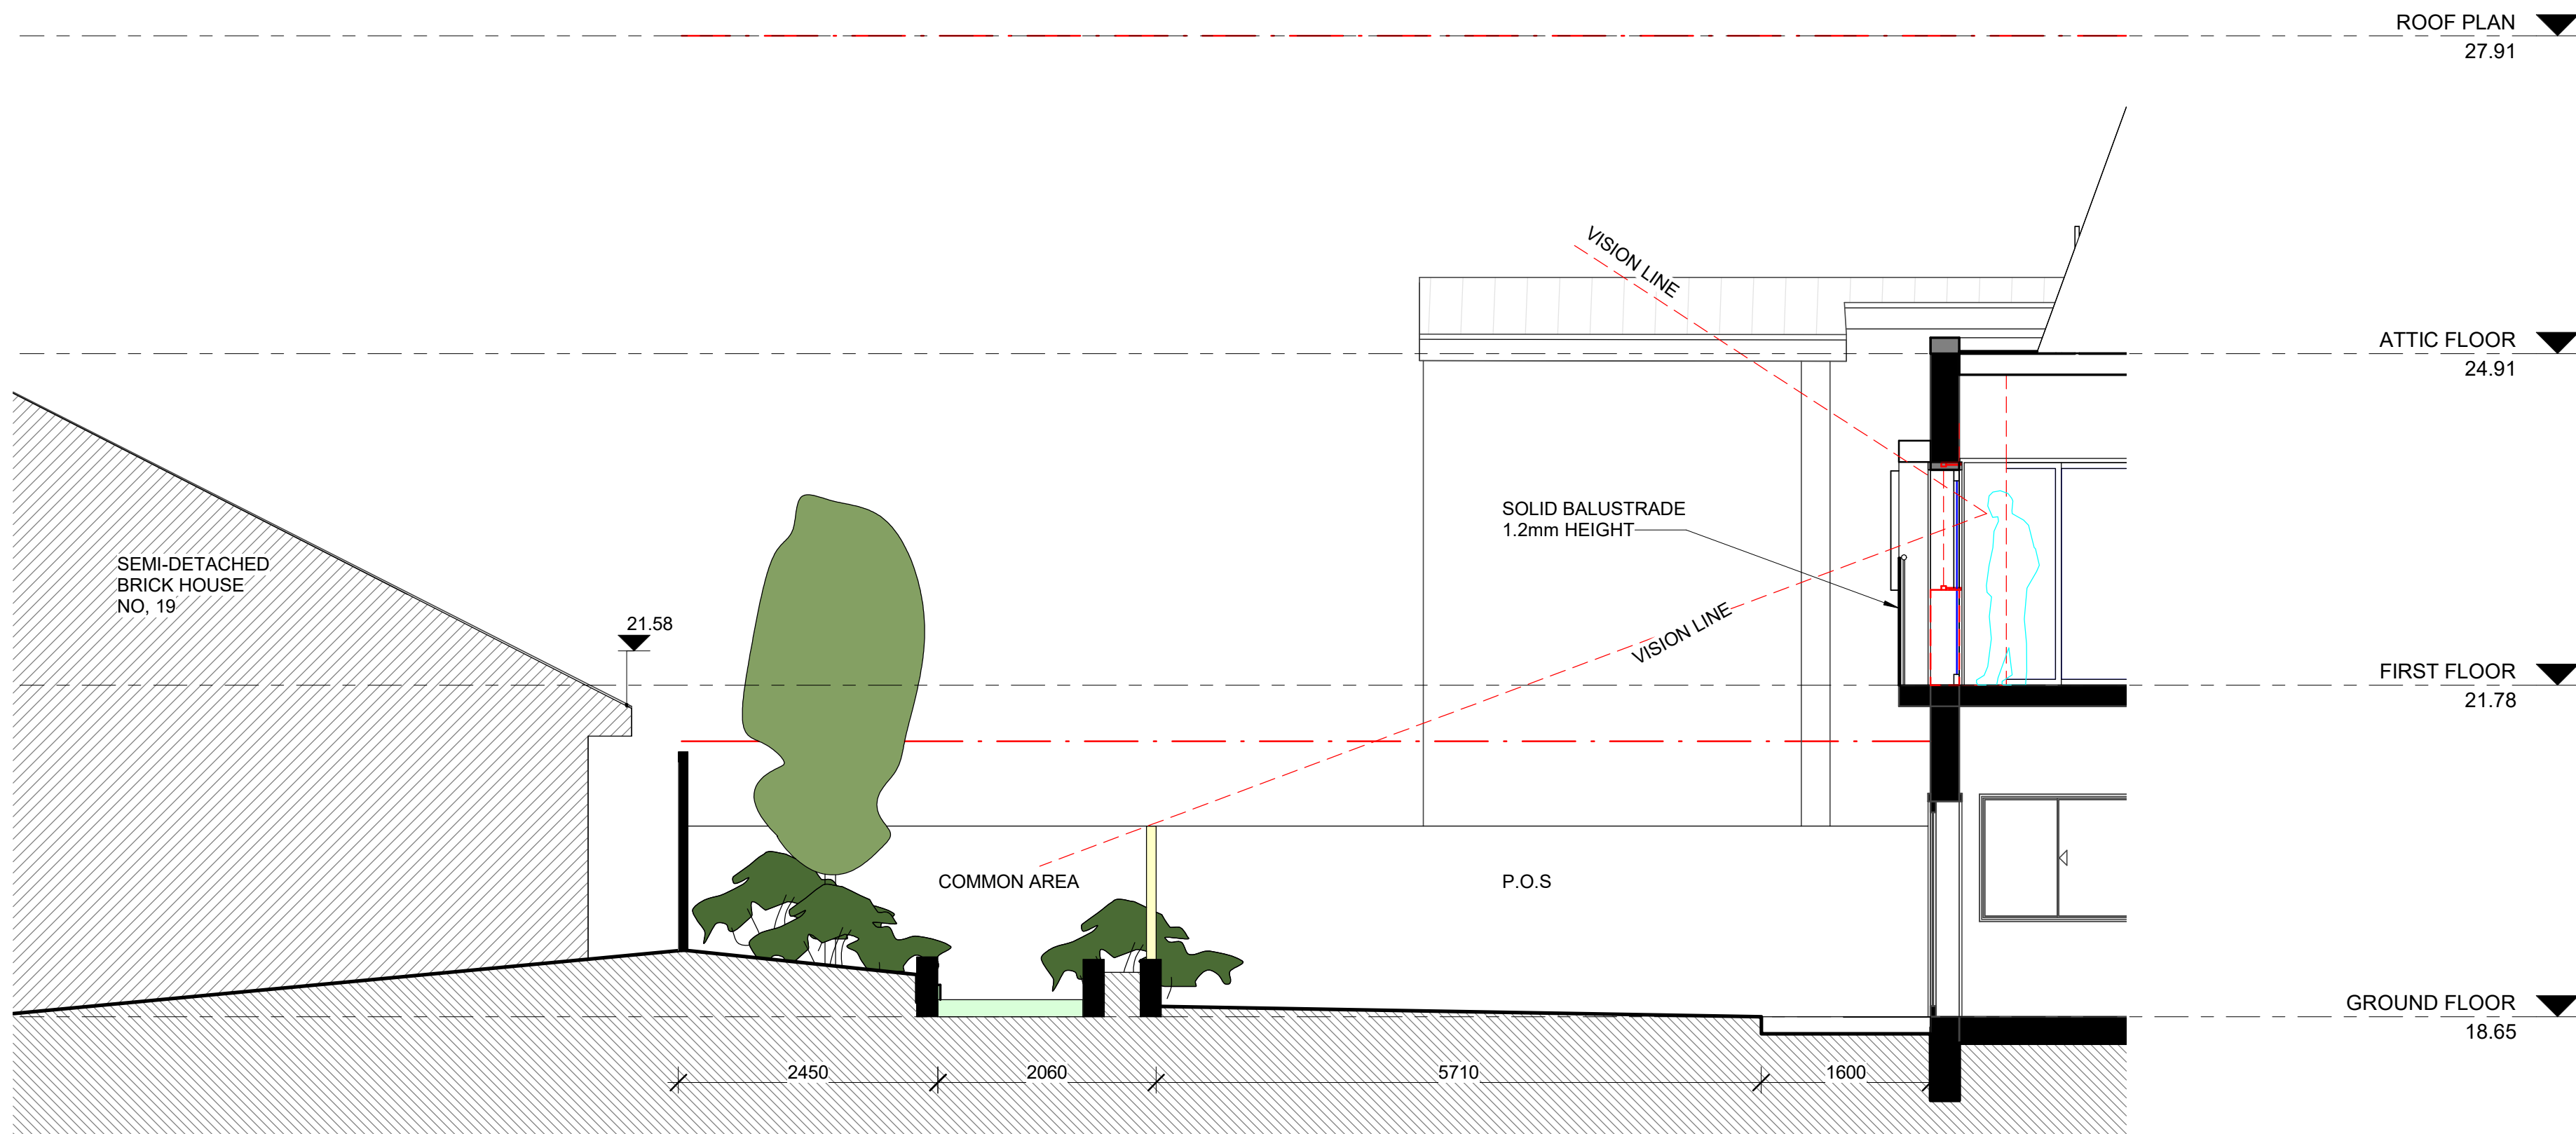 ROOF PLAN
27.91
VISION LINE
ATTIC FLOOR
24.91
SOLID BALUSTRADE
1.2mm HEIGHT
SEMI-DETACHED
BRICK HOUSE
NO, 19
21.58
VISION LINE
FIRST FLOOR
21.78
COMMON AREA
P.O.S
GROUND FLOOR
18.65
2450
2060
5710
1600